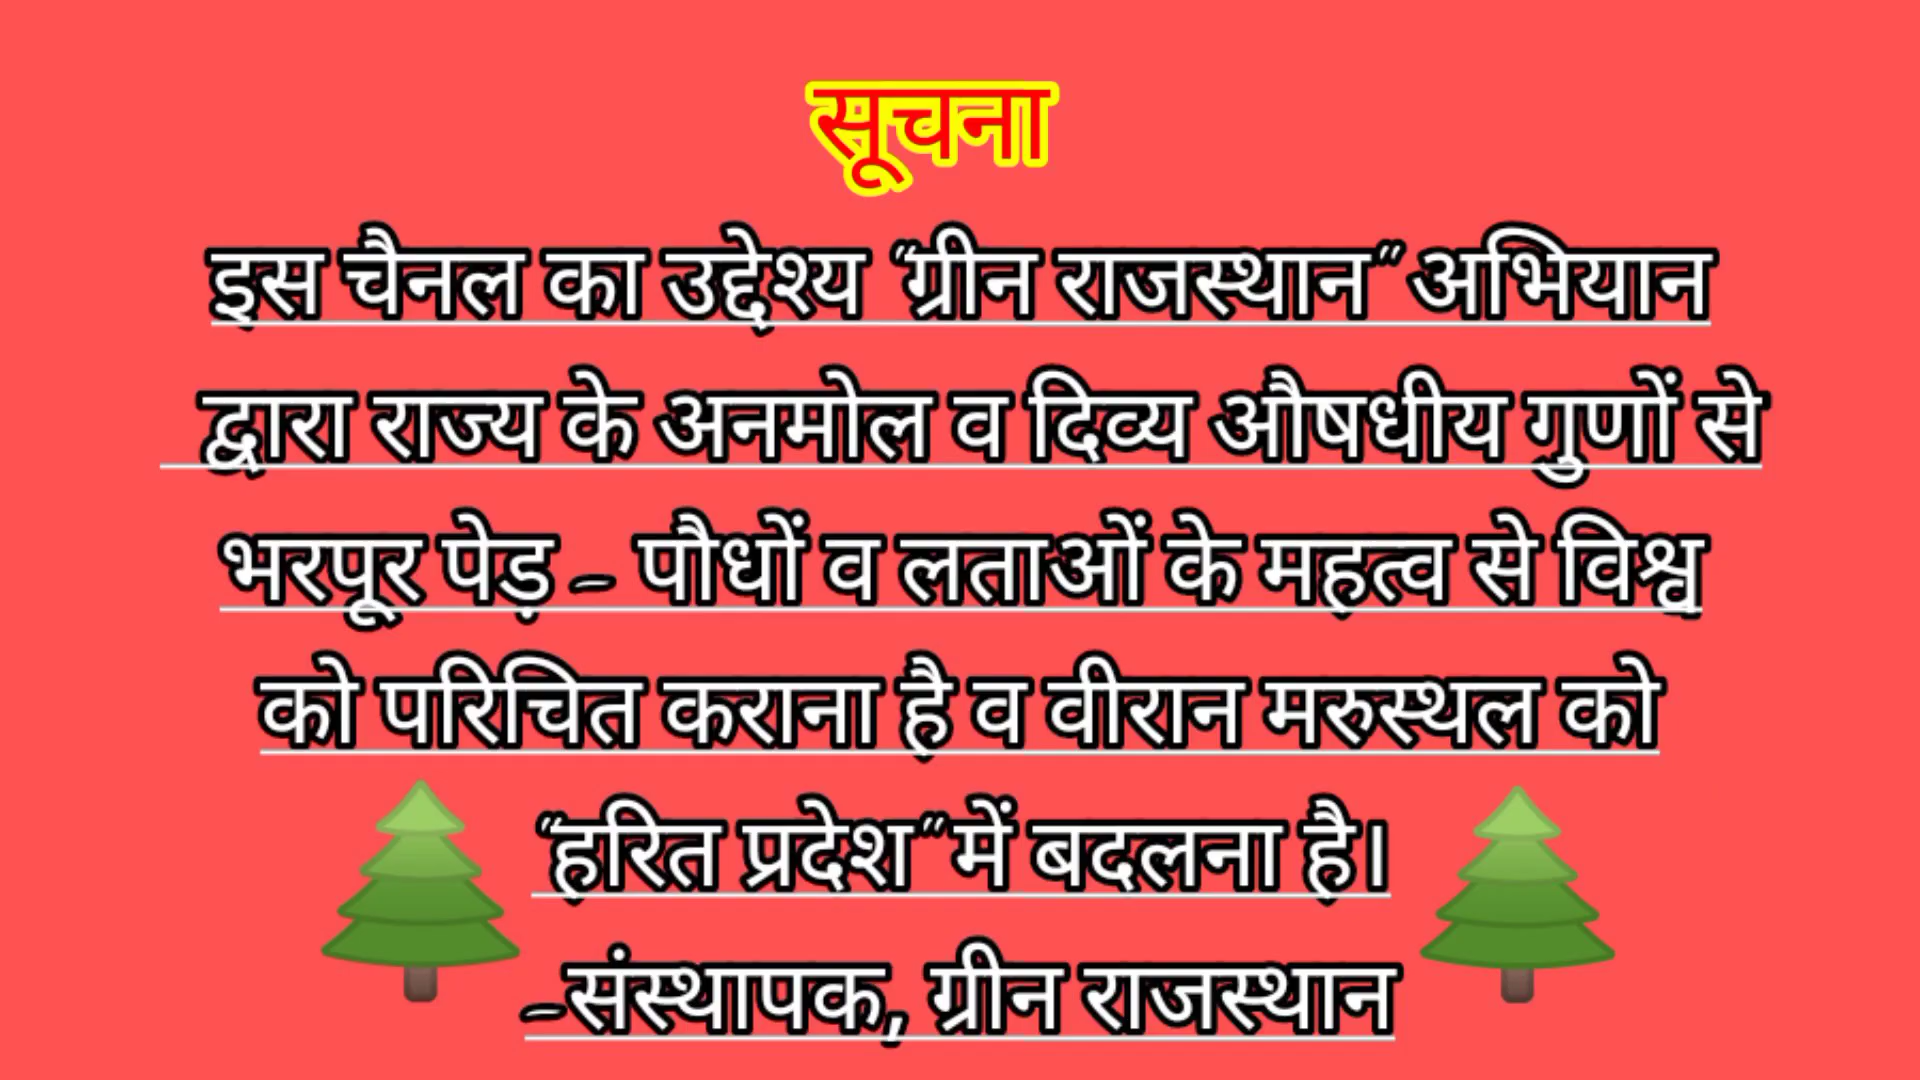 सूचना
इस चैनल का उद्देश्य "ग्रीन राजस्थान" अभियान
द्वारा राज्य के अनमोल व दिव्य औषधीय गुणों से
भरपूर पेड़ - पौधों व लताओं के महत्व से विश्व
को परिचित कराना है व वीरान मरुस्थल को
"हरित प्रदेश" में बदलना है।
-संस्थापक, ग्रीन राजस्थान